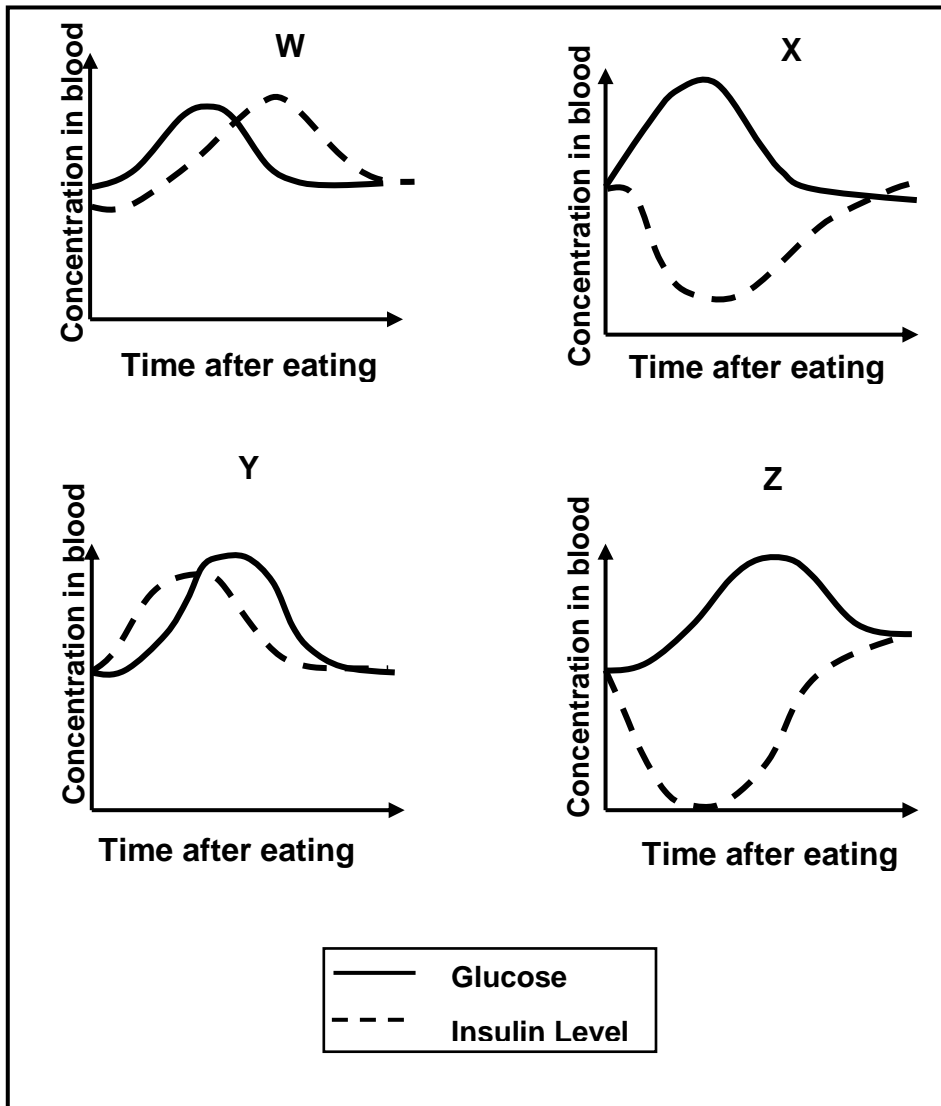 W
Concentration in blood
Time after eating
X
Concentration in blood
Time after eating
Y
Concentration in blood
Time after eating
Z
Concentration in blood
Time after eating
Glucose
Insulin Level